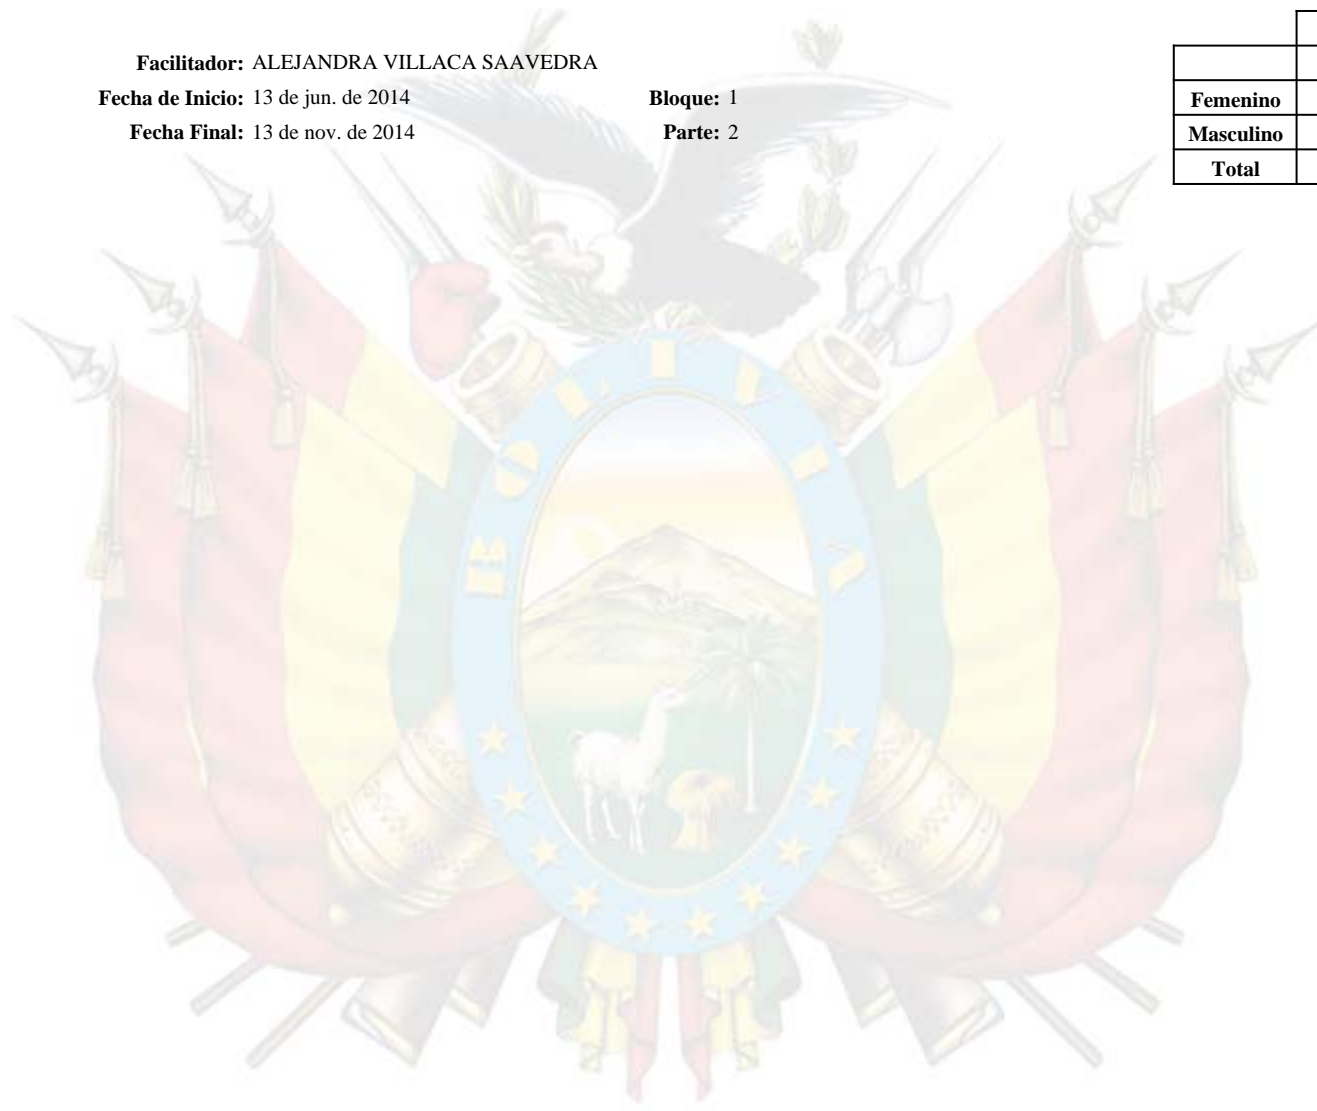 Facilitador: ALEJANDRA VILLACA SAAVEDRA
Fecha de Inicio: 13 de jun. de 2014 Bloque: 1
Fecha Final: 13 de nov. de 2014 Parte: 2
Femenino
Masculino
Total
BOLIVIA